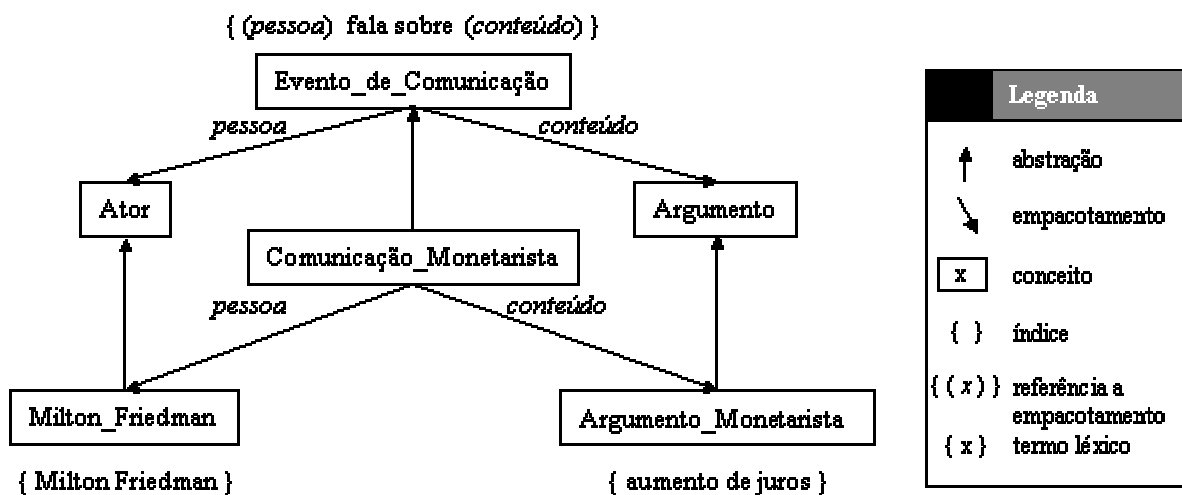 { (pessoa) fala sobre (conteúdo) }
Evento_de_Comunicação
pessoa
conteúdo
Ator
Argumento
Comunicação_Monetarista
pessoa
conteúdo
Milton_Friedman
Argumento_Monetarista
{ Milton Friedman }
{ aumento de juros }
Legenda
abstração
empacotamento
x conceito
{ } índice
{ ( x ) } referência a
empacotamento
{ x } termo léxico